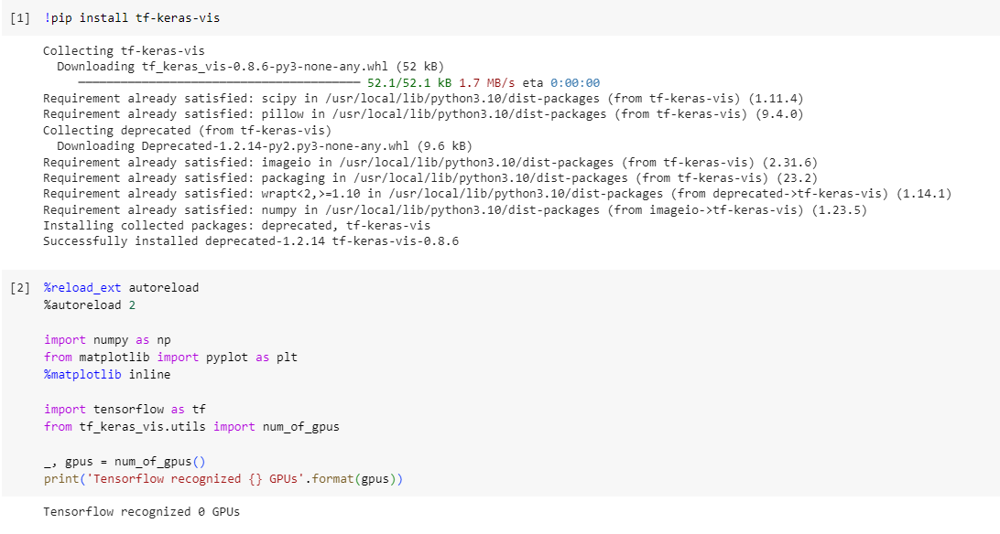 [1] !pip install tf-keras-vis
Collecting tf-keras-vis
Downloading tf_keras_vis-0.8.6-py3-none-any.whl (52 kB)
52.1/52.1 kB 1.7 MB/s eta 0:00:00
Requirement already satisfied: scipy in /usr/local/lib/python3.10/dist-packages (from tf-keras-vis) (1.11.4)
Requirement already satisfied: pillow in /usr/local/lib/python3.10/dist-packages (from tf-keras-vis) (9.4.0)
Collecting deprecated (from tf-keras-vis)
Downloading Deprecated-1.2.14-py2.py3-none-any.whl (9.6 kB)
Requirement already satisfied: imageio in /usr/local/lib/python3.10/dist-packages (from tf-keras-vis) (2.31.6)
Requirement already satisfied: packaging in /usr/local/lib/python3.10/dist-packages (from tf-keras-vis) (23.2)
Requirement already satisfied: wrapt<2,>=1.10 in /usr/local/lib/python3.10/dist-packages (from deprecated->tf-keras-vis) (1.14.1)
Requirement already satisfied: numpy in /usr/local/lib/python3.10/dist-packages (from imageio->tf-keras-vis) (1.23.5)
Installing collected packages: deprecated, tf-keras-vis
Successfully installed deprecated-1.2.14 tf-keras-vis-0.8.6
[2] %reload_ext autoreload
%autoreload 2
import numpy as np
from matplotlib import pyplot as plt
%matplotlib inline
import tensorflow as tf
from tf_keras_vis.utils import num_of_gpus
_, gpus = num_of_gpus()
print('Tensorflow recognized {} GPUs'.format(gpus))
Tensorflow recognized 0 GPUs